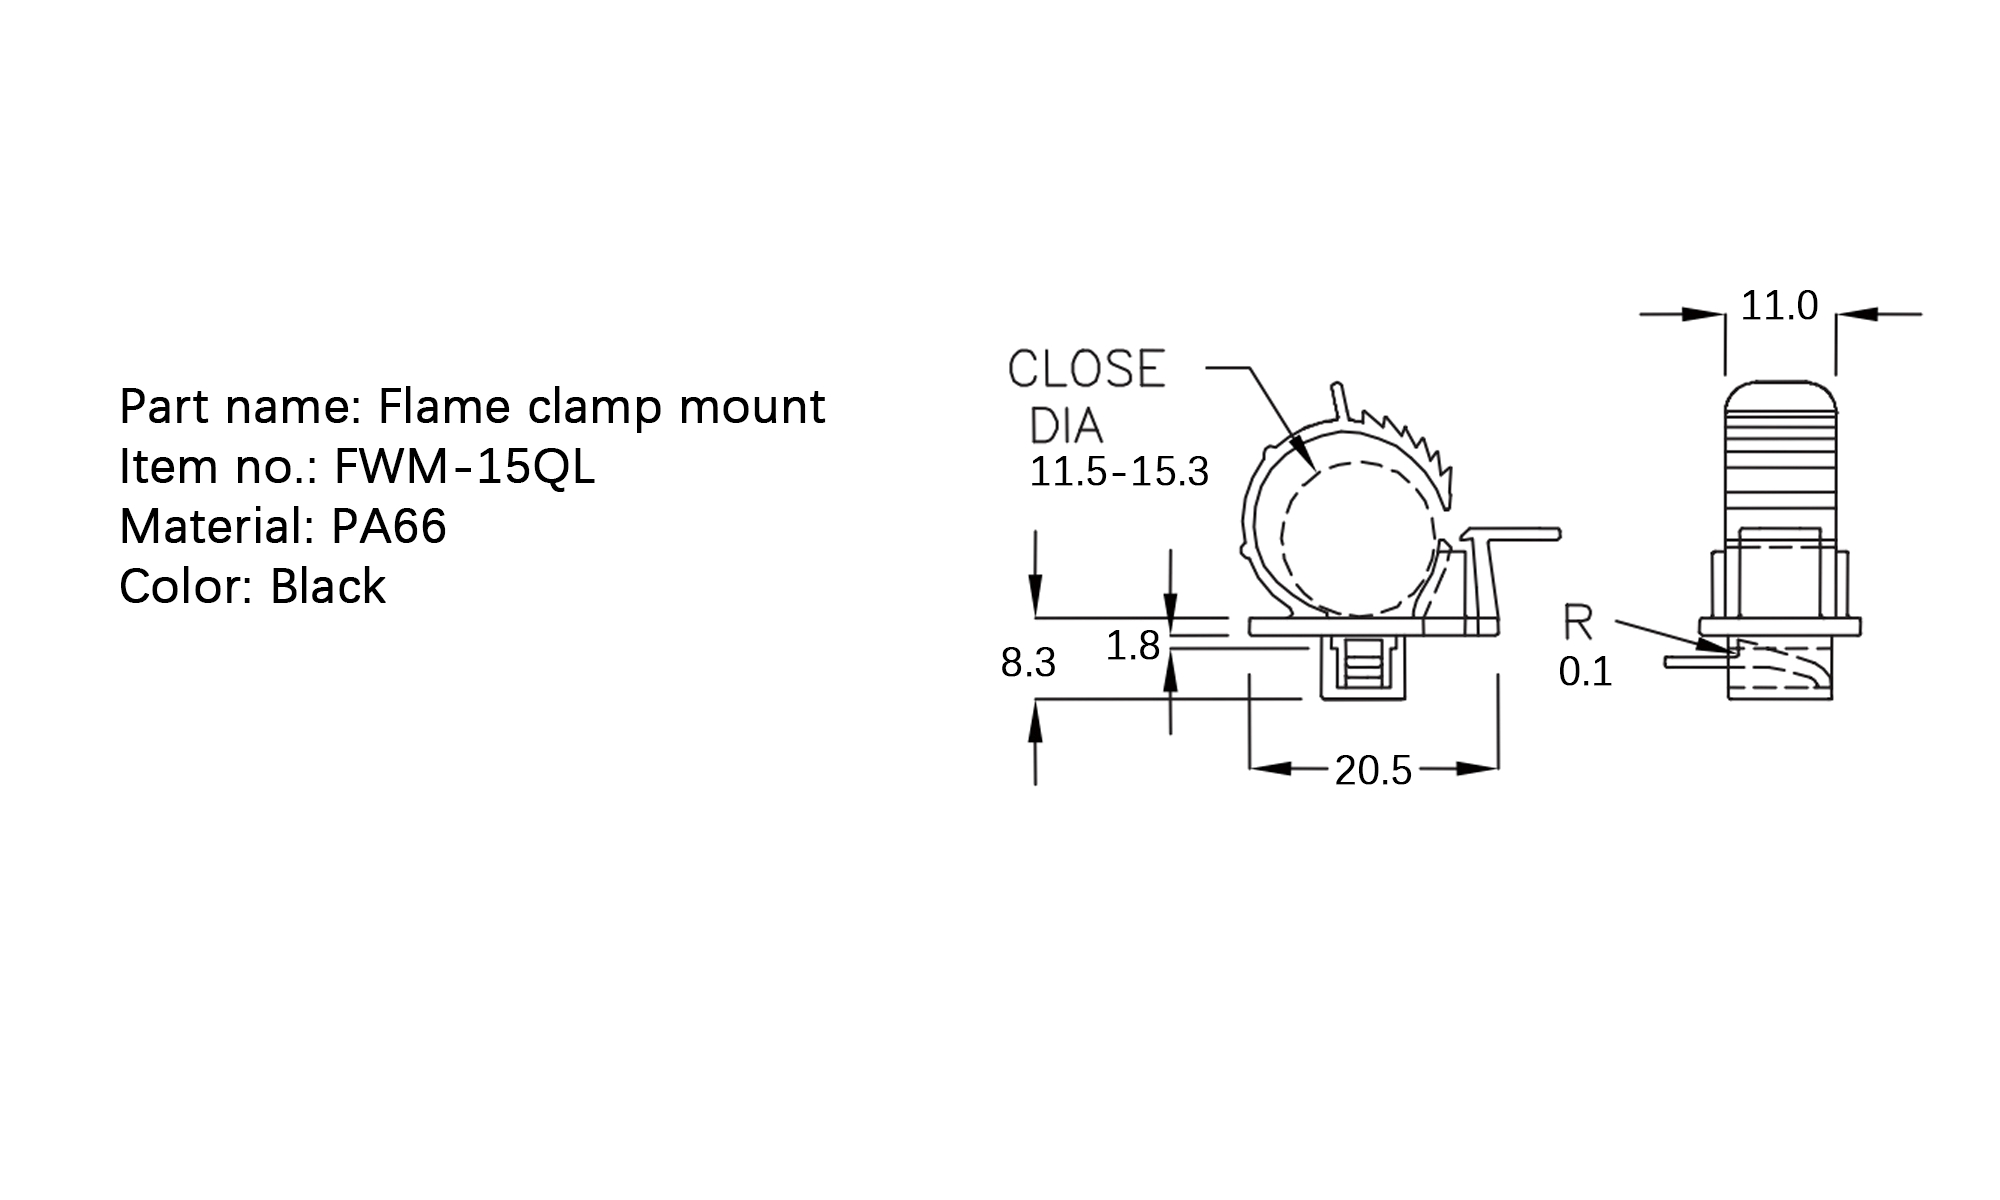 Part name: Flame clamp mount
Item no.: FWM-15QL
Material: PA66
Color: Black
CLOSE
DIA
11.5-15.3
8.3
1.8
20.5
11.0
R
0.1